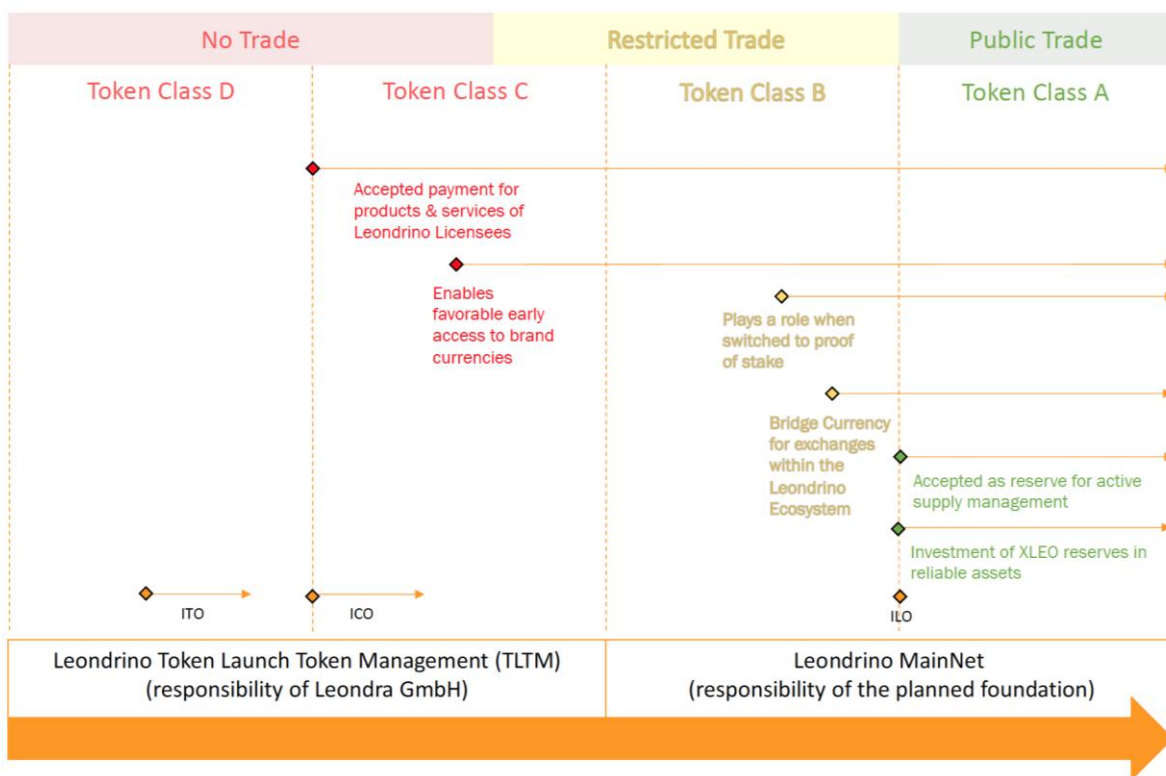 No Trade
Restricted Trade
Public Trade
Token Class D
Token Class C
Token Class B
Token Class A
Accepted payment for
products & services of
Leondrino Licensees
Enables
favorable early
access to brand
currencies
Plays a role when
switched to proof
of stake
Bridge Currency
for exchanges
within the
Leondrino
Ecosystem
Accepted as reserve for active
supply management
Investment of XLEO reserves in
reliable assets
ITO
ICO
ILO
Leondrino Token Launch Token Management (TLTM)
(responsibility of Leondra GmbH)
Leondrino MainNet
(responsibility of the planned foundation)